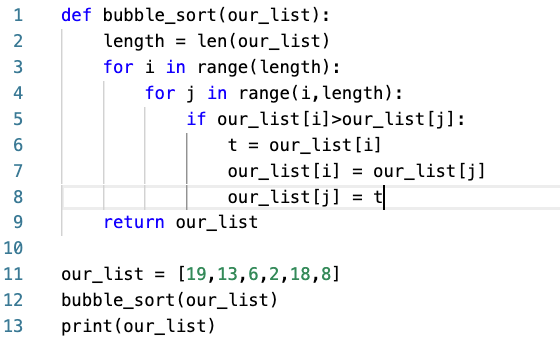 1 def bubble_sort(our_list):
2     length = len(our_list)
3     for i in range(length):
4         for j in range(i,length):
5             if our_list[i]>our_list[j]:
6                 t = our_list[i]
7                 our_list[i] = our_list[j]
8                 our_list[j] = t
9     return our_list
10
11 our_list = [19,13,6,2,18,8]
12 bubble_sort(our_list)
13 print(our_list)